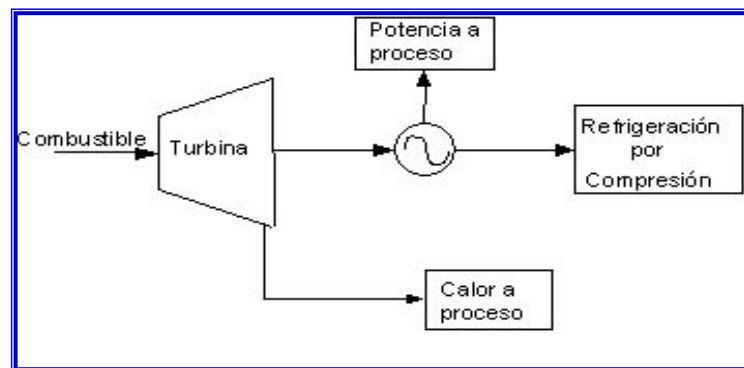 Potencia a
proceso
Combustible
Turbina
Refrigeración
por
Compresión
Calor a
proceso